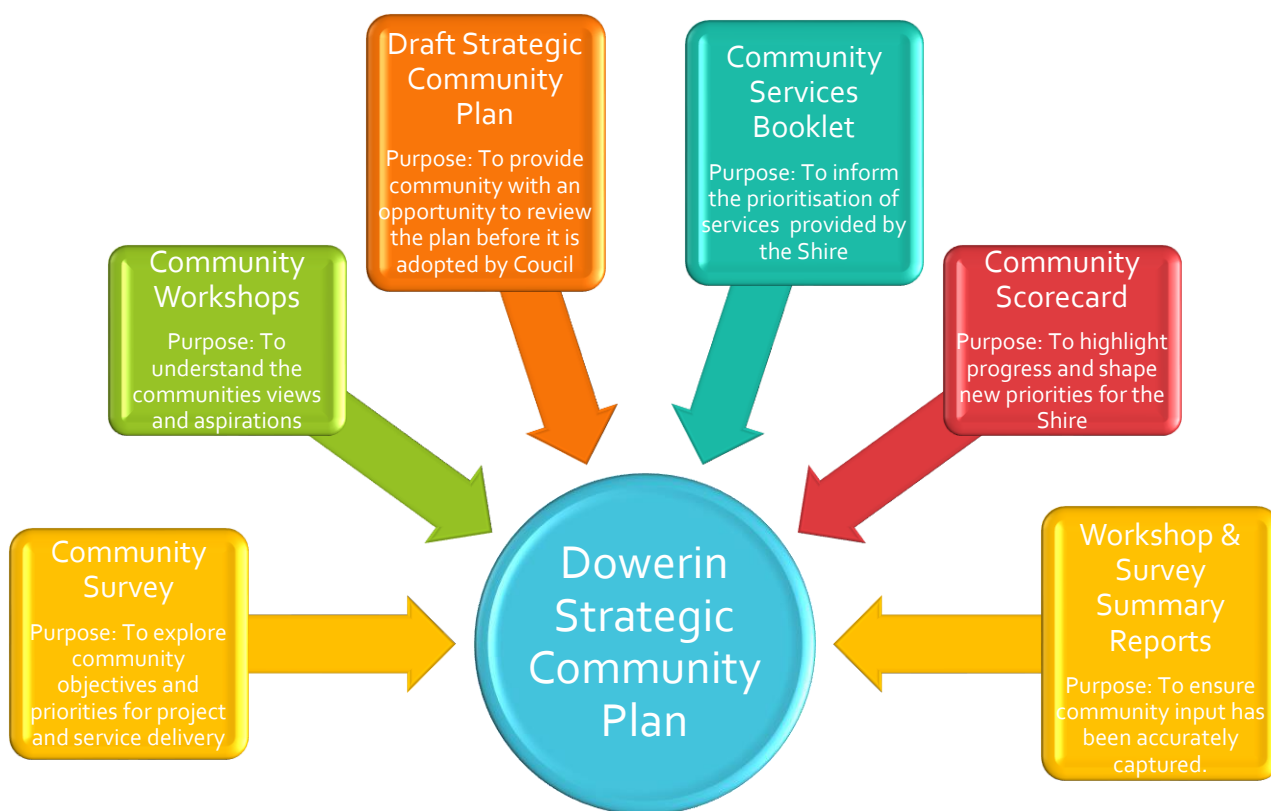 Community
Survey
Purpose: To explore
community
objectives and
priorities for project
and service delivery
Community
Workshops
Purpose: To
understand the
communities views
and aspirations
Draft Strategic
Community
Plan
Purpose: To provide
community with an
opportunity to review
the plan before it is
adopted by Coucil
Community
Services
Booklet
Purpose: To inform
the prioritisation of
services provided by
the Shire
Community
Scorecard
Purpose: To highlight
progress and shape
new priorities for the
Shire
Workshop &
Survey
Summary
Reports
Purpose: To ensure
community input has
been accurately
captured.
Dowerin
Strategic
Community
Plan